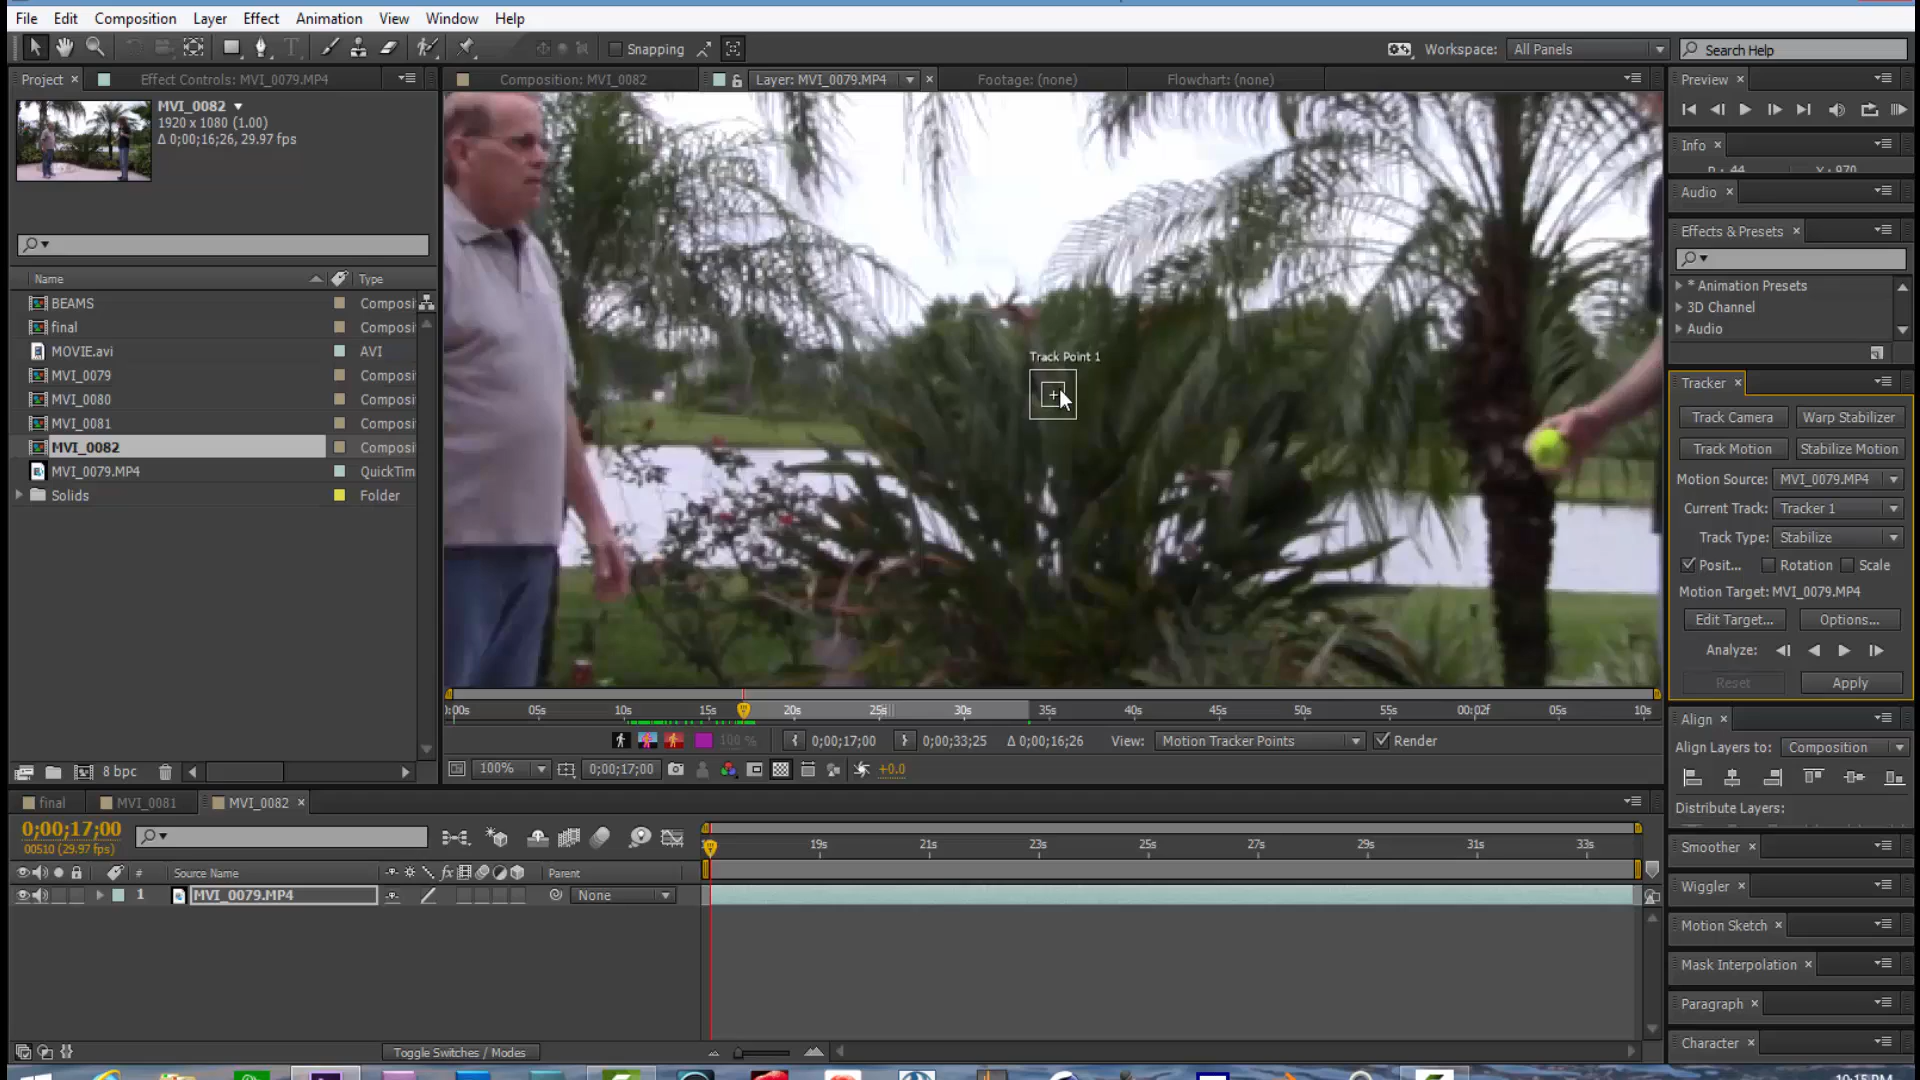 File Edit Composition Layer Effect Animation View Window Help
Snapping Workspace: All Panels Search Help
Project × Effect Controls: MVI_0079.MP4 Composition: MVI_0082 Layer: MVI_0079.MP4 × Footage: (none) Flowchart: (none) Preview ×
MVI_0082
1920 x 1080 (1.00)
Δ 0;00;16;26, 29.97 fps
Info ×
Audio ×
Effects & Presets ×
Name Type
* Animation Presets
3D Channel
Audio
BEAMS Composi
final Composi
MOVIE.avi AVI
MVI_0079 Composi
MVI_0080 Composi
MVI_0081 Composi
MVI_0082 Composi
MVI_0079.MP4 QuickTim
Solids Folder
Track Point 1
Tracker ×
Track Camera Warp Stabilizer
Track Motion Stabilize Motion
Motion Source: MVI_0079.MP4
Current Track: Tracker 1
Track Type: Stabilize
Posit... Rotation Scale
Motion Target: MVI_0079.MP4
Edit Target... Options...
Analyze:
Reset Apply
):00s 05s 10s 15s 20s 25s 30s 35s 40s 45s 50s 55s 00:02f 05s 10s
100 % 0;00;17;00 0;00;33;25 Δ 0;00;16;26 View: Motion Tracker Points Render
8 bpc 100% 0;00;17;00 +0.0
Align ×
Align Layers to: Composition
Distribute Layers:
final MVI_0081 MVI_0082 ×
0;00;17;00
00510 (29.97 fps)
19s 21s 23s 25s 27s 29s 31s 33s
# Source Name fx Parent
1 MVI_0079.MP4 None
Smoother ×
Wiggler ×
Motion Sketch ×
Mask Interpolation ×
Paragraph ×
Character ×
Toggle Switches / Modes
10:15 PM